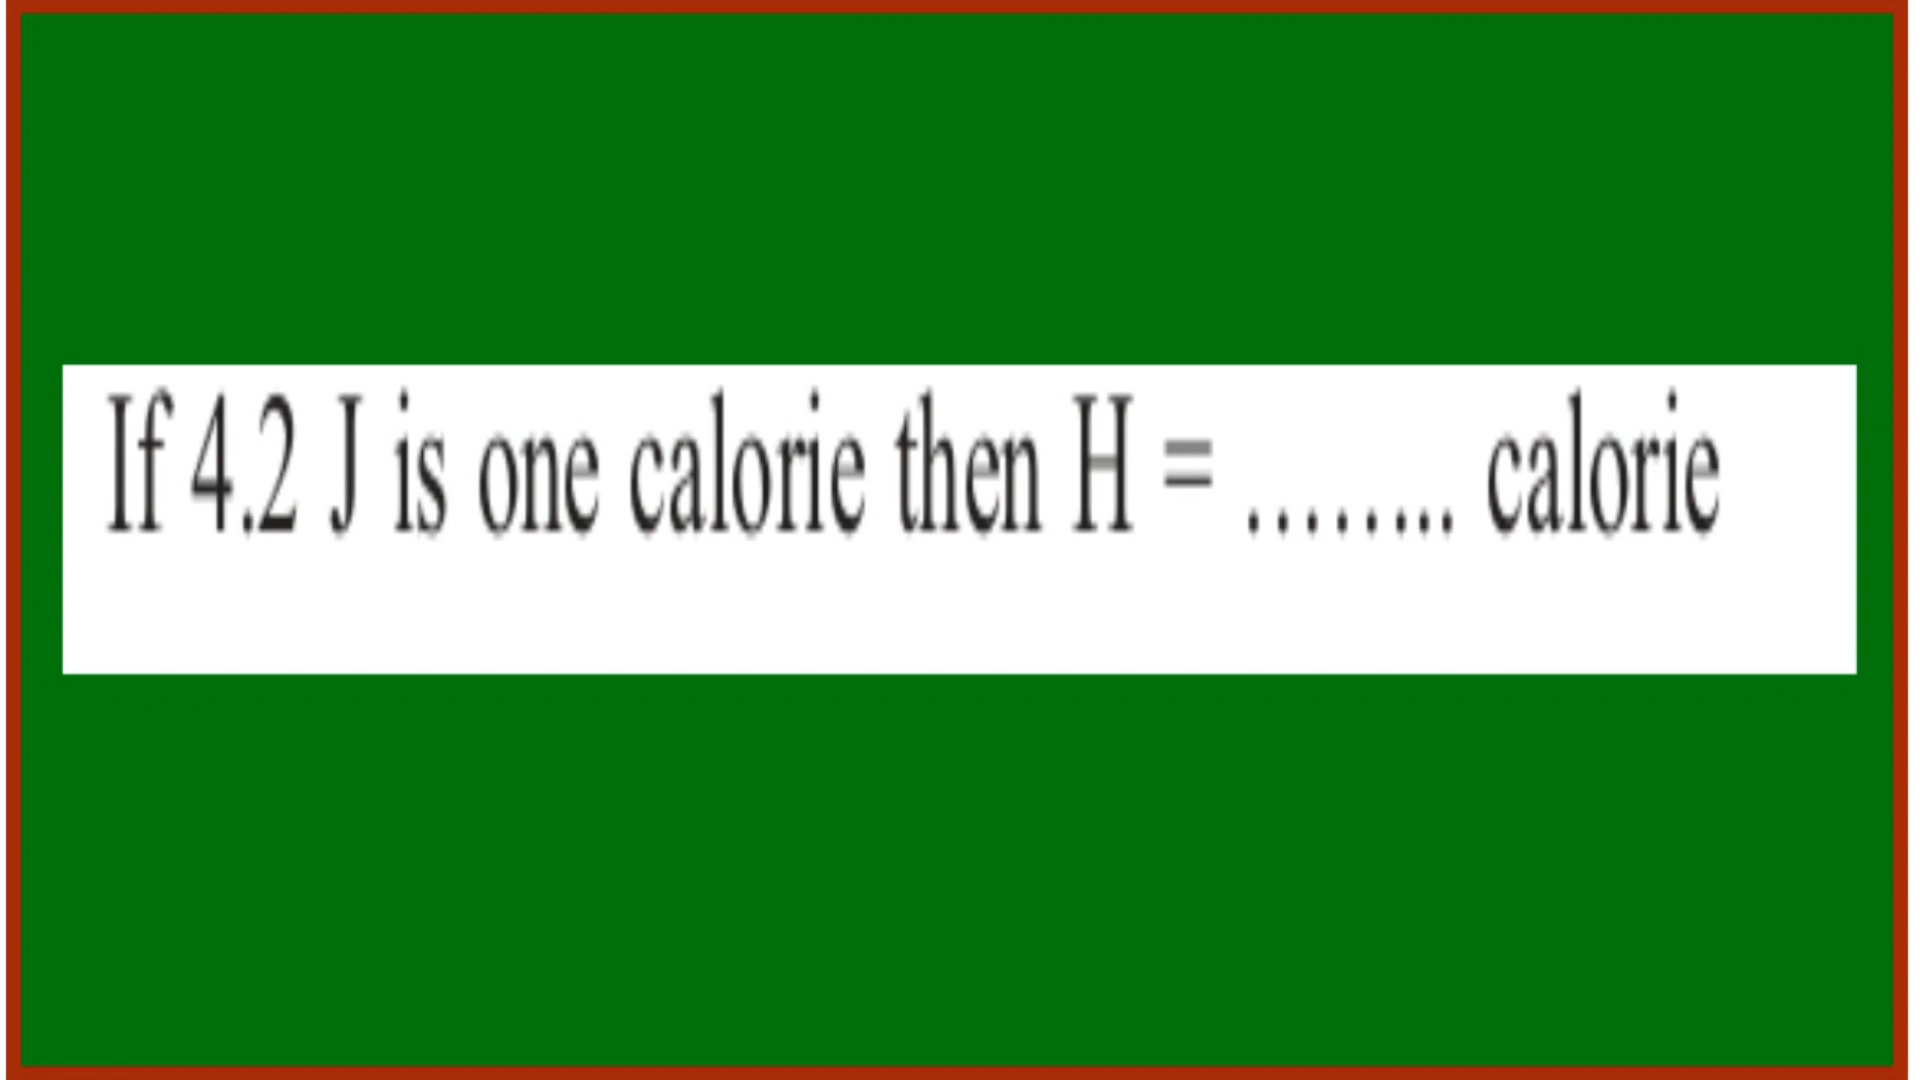 If 4.2 J is one calorie then H = ........ calorie